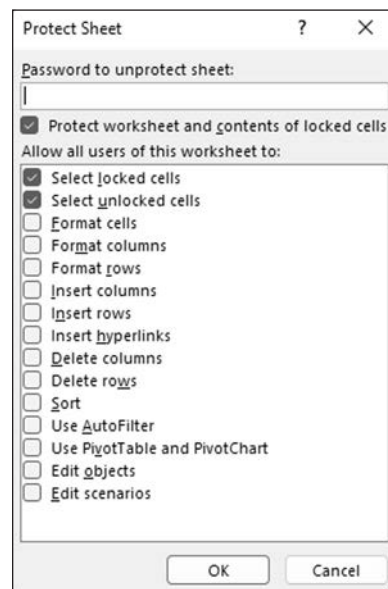 Protect Sheet ? X
Password to unprotect sheet:
Protect worksheet and contents of locked cells
Allow all users of this worksheet to:
Select locked cells
Select unlocked cells
Format cells
Format columns
Format rows
Insert columns
Insert rows
Insert hyperlinks
Delete columns
Delete rows
Sort
Use AutoFilter
Use PivotTable and PivotChart
Edit objects
Edit scenarios
OK Cancel